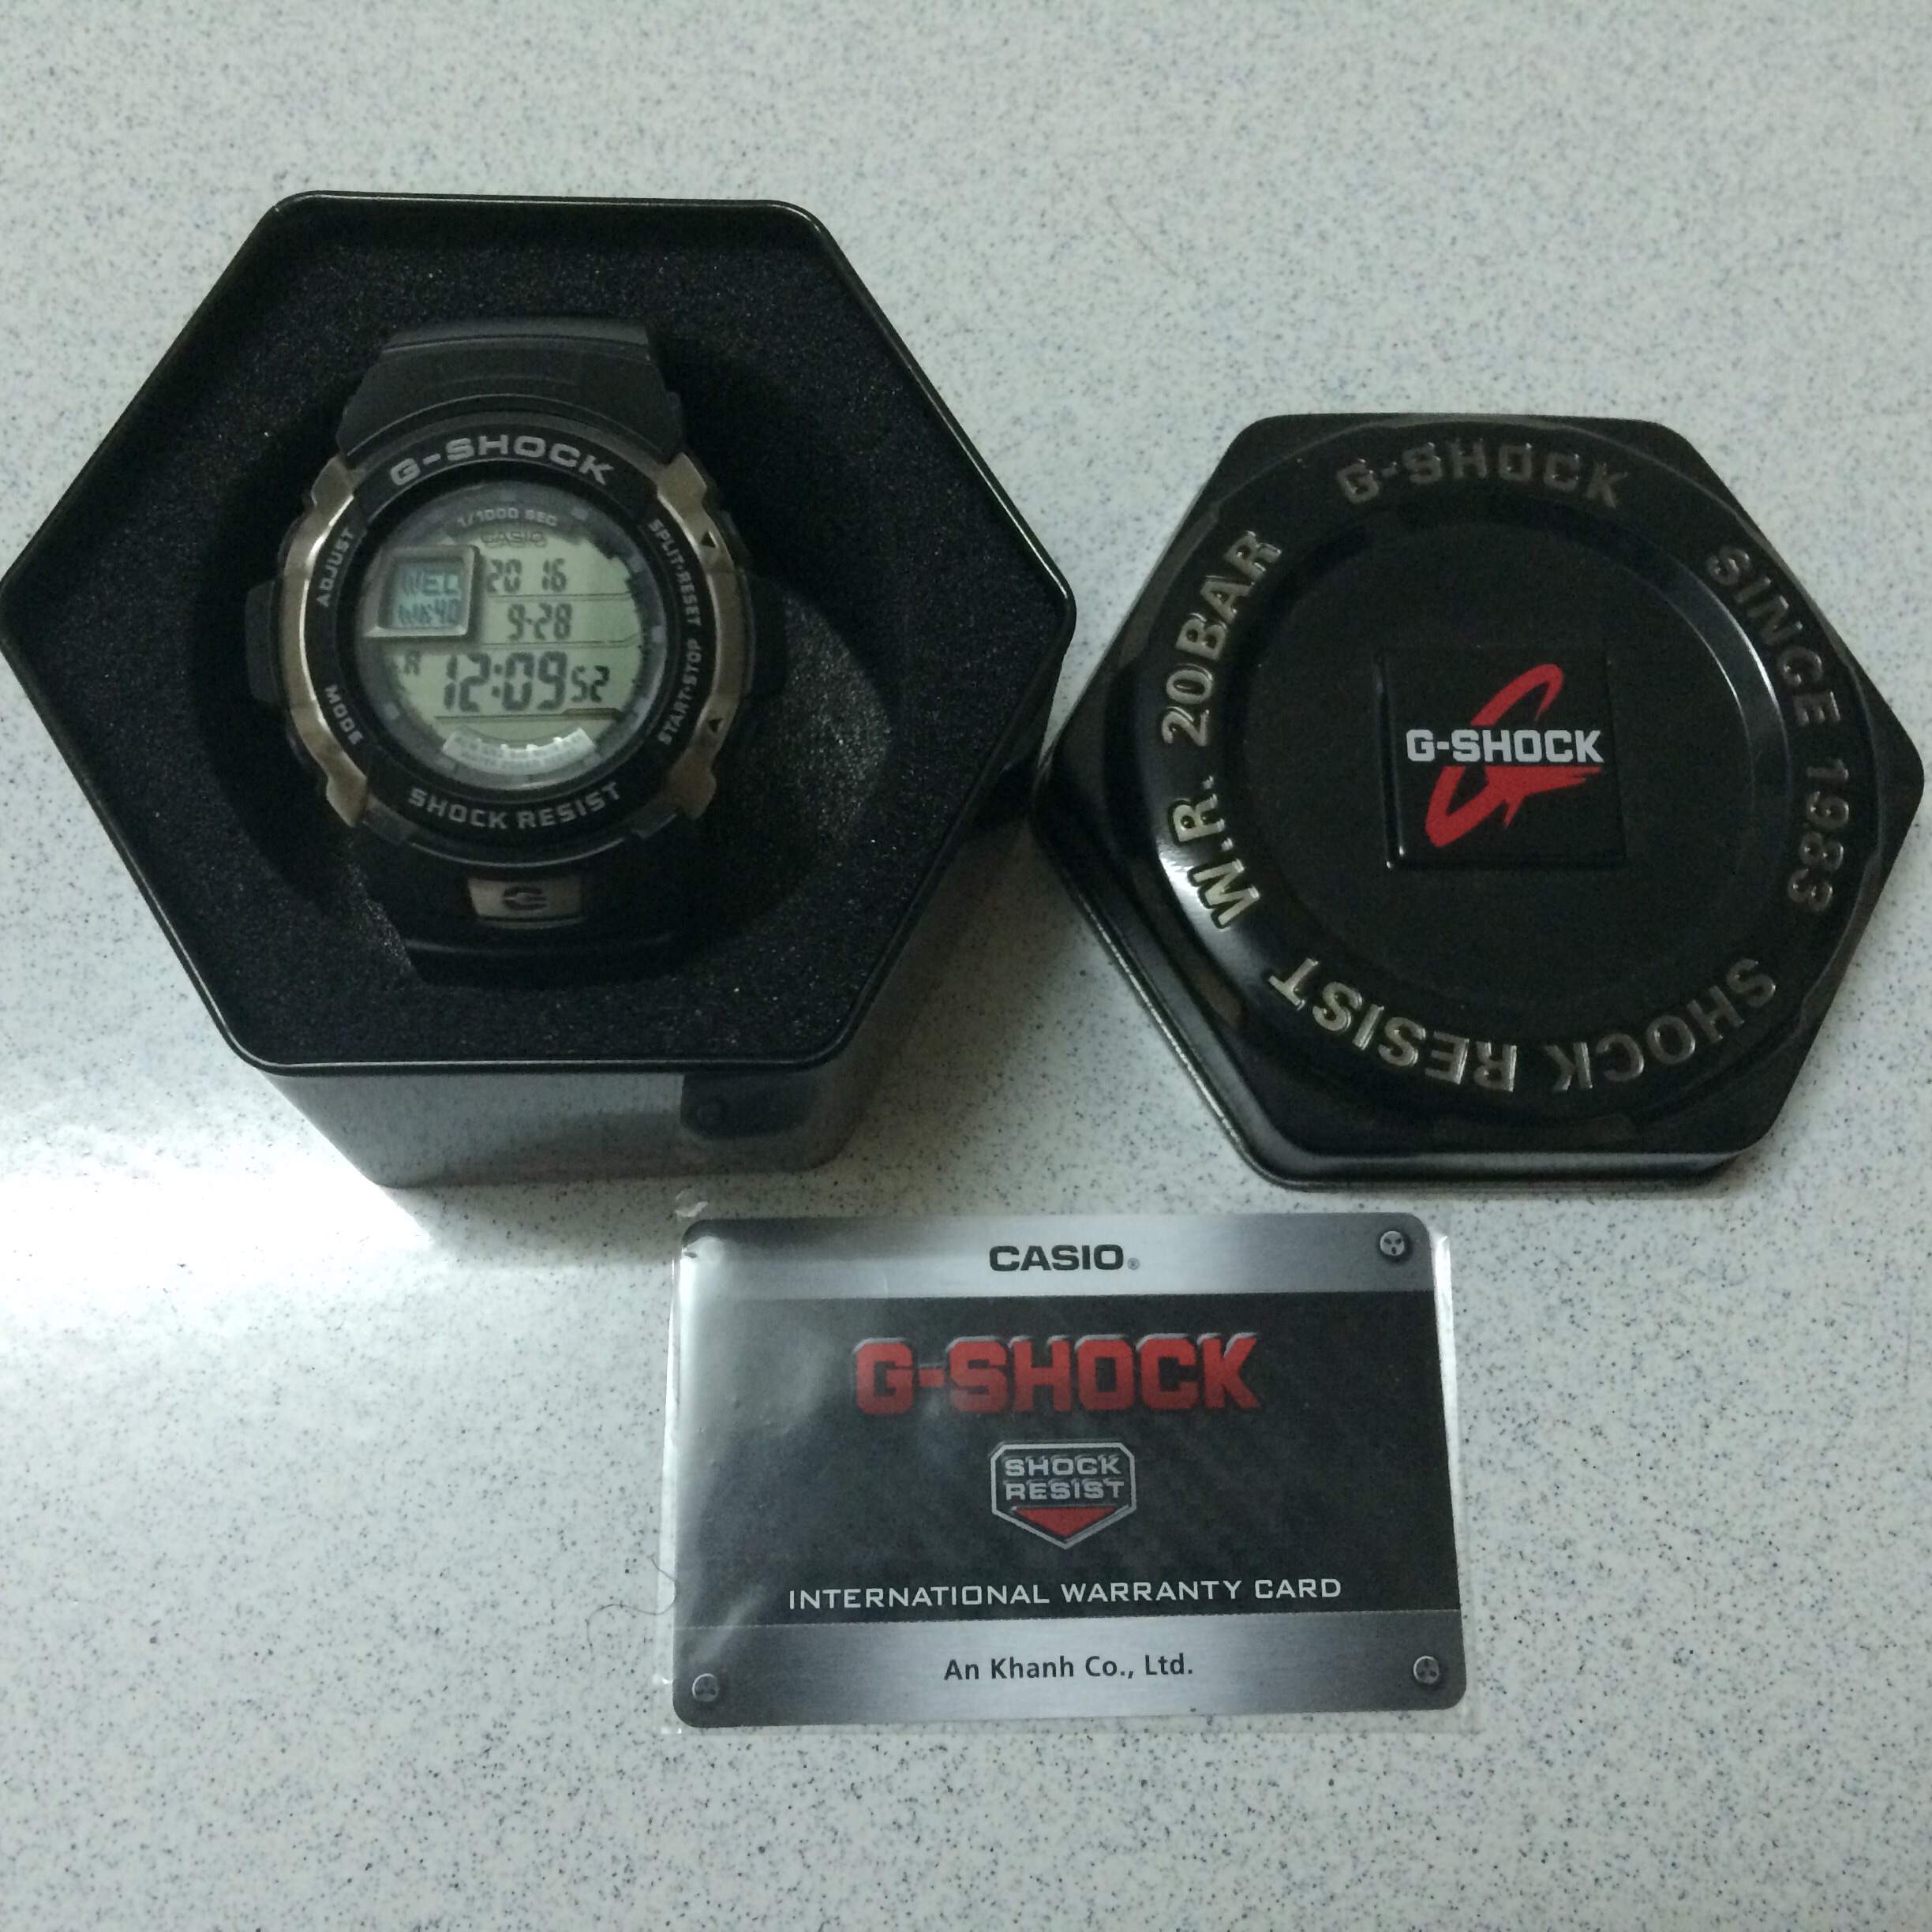 G-SHOCK
1/1000 SEC
CASIO
ADJUST
SPLIT·RESET
WED
WK40
20 16
9-28
A 12:09 52
MODE
START·STOP
SHOCK RESIST
G
G-SHOCK
SINCE 1983
SHOCK RESIST
W.R. 20BAR
G-SHOCK
CASIO®
G-SHOCK
SHOCK
RESIST
INTERNATIONAL WARRANTY CARD
An Khanh Co., Ltd.